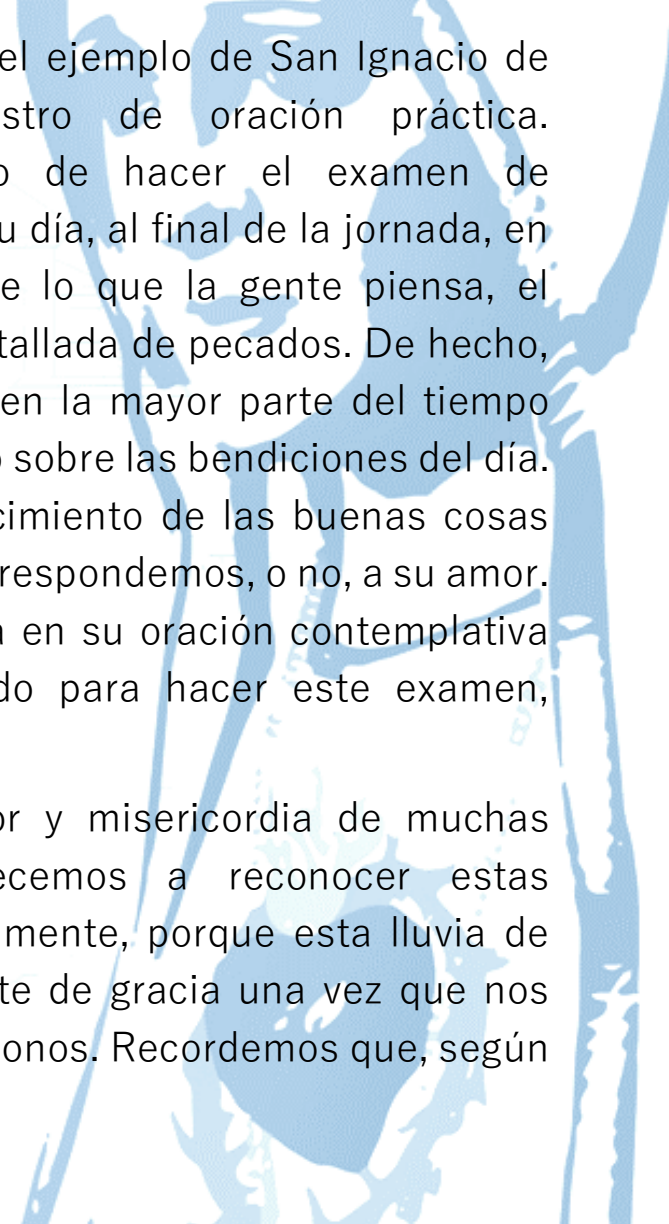 el ejemplo de San Ignacio de
stro de oración práctica.
o de hacer el examen de
u día, al final de la jornada, en
e lo que la gente piensa, el
tallada de pecados. De hecho,
en la mayor parte del tiempo
o sobre las bendiciones del día.
cimiento de las buenas cosas
respondemos, o no, a su amor.
a en su oración contemplativa
do para hacer este examen,
or y misericordia de muchas
ecemos a reconocer estas
mente, porque esta lluvia de
te de gracia una vez que nos
onos. Recordemos que, según